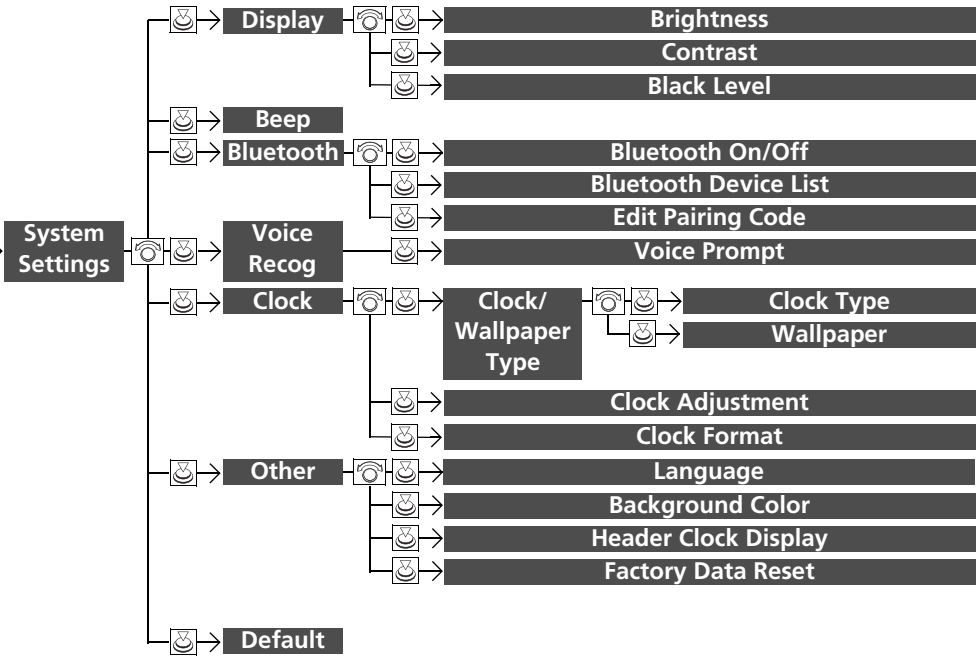 Display
Brightness
Contrast
Black Level
Beep
Bluetooth
Bluetooth On/Off
Bluetooth Device List
Edit Pairing Code
System
Settings
Voice
Recog
Voice Prompt
Clock
Clock/
Wallpaper
Type
Clock Type
Wallpaper
Clock Adjustment
Clock Format
Other
Language
Background Color
Header Clock Display
Factory Data Reset
Default